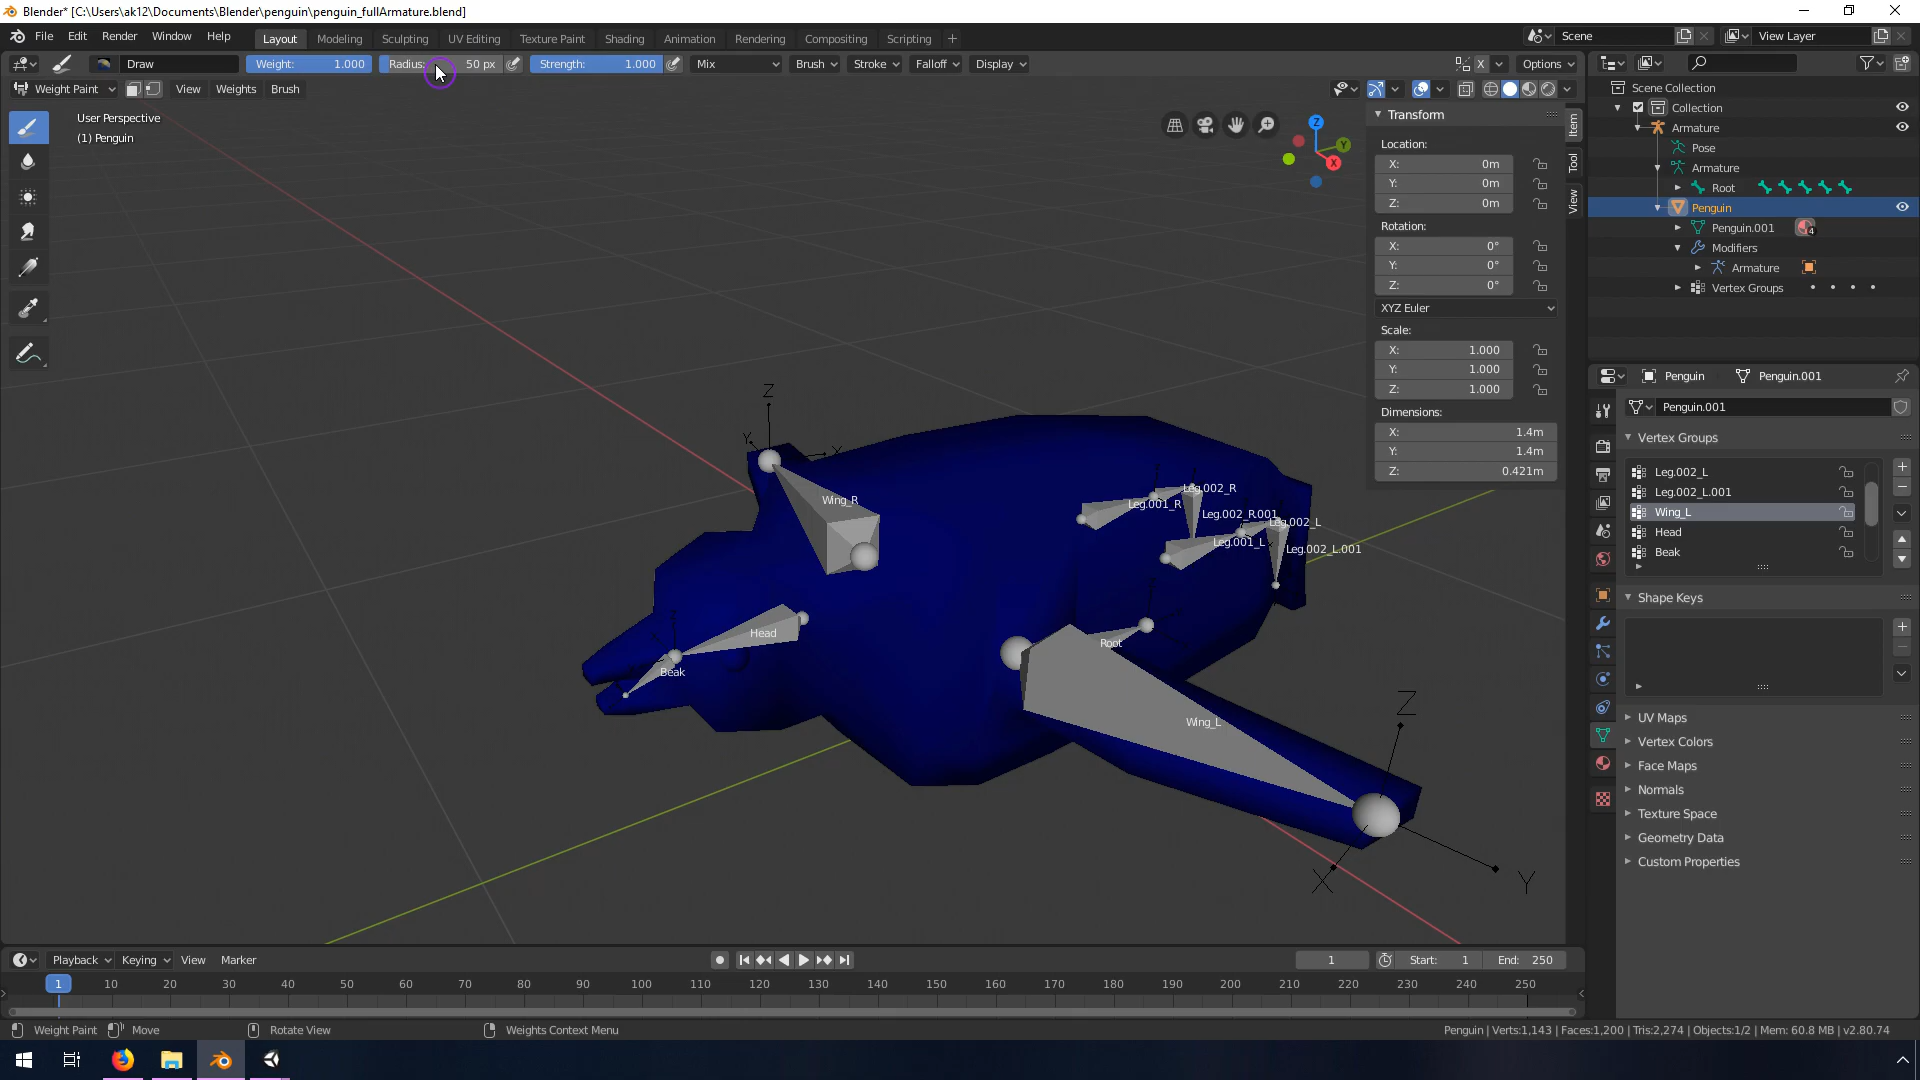 Blender* [C:\Users\ak12\Documents\Blender\penguin\penguin_fullArmature.blend]
File Edit Render Window Help
Layout Modeling Sculpting UV Editing Texture Paint Shading Animation Rendering Compositing Scripting +
Scene
View Layer
Draw
Weight: 1.000
Radius: 50 px
Strength: 1.000
Mix
Brush
Stroke
Falloff
Display
X
Options
Weight Paint
View Weights Brush
User Perspective
(1) Penguin
Z
Y
X
Transform
Location:
X: 0m
Y: 0m
Z: 0m
Rotation:
X: 0°
Y: 0°
Z: 0°
XYZ Euler
Scale:
X: 1.000
Y: 1.000
Z: 1.000
Dimensions:
X: 1.4m
Y: 1.4m
Z: 0.421m
Item
Tool
View
Z
Y
X
Wing_R
Leg.002_R
Leg.001_R
Leg.002_R.001
Leg.002_L
Leg.001_L
Leg.002_L.001
Head
Beak
Root
Wing_L
Z
X
Y
Scene Collection
Collection
Armature
Pose
Armature
Root
Penguin
Penguin.001
4
Modifiers
Armature
Vertex Groups
Penguin
Penguin.001
Penguin.001
Vertex Groups
Leg.002_L
Leg.002_L.001
Wing_L
Head
Beak
Shape Keys
UV Maps
Vertex Colors
Face Maps
Normals
Texture Space
Geometry Data
Custom Properties
Playback Keying View Marker
1
Start: 1
End: 250
1 10 20 30 40 50 60 70 80 90 100 110 120 130 140 150 160 170 180 190 200 210 220 230 240 250
Weight Paint
Move
Rotate View
Weights Context Menu
Penguin | Verts:1,143 | Faces:1,200 | Tris:2,274 | Objects:1/2 | Mem: 60.8 MB | v2.80.74